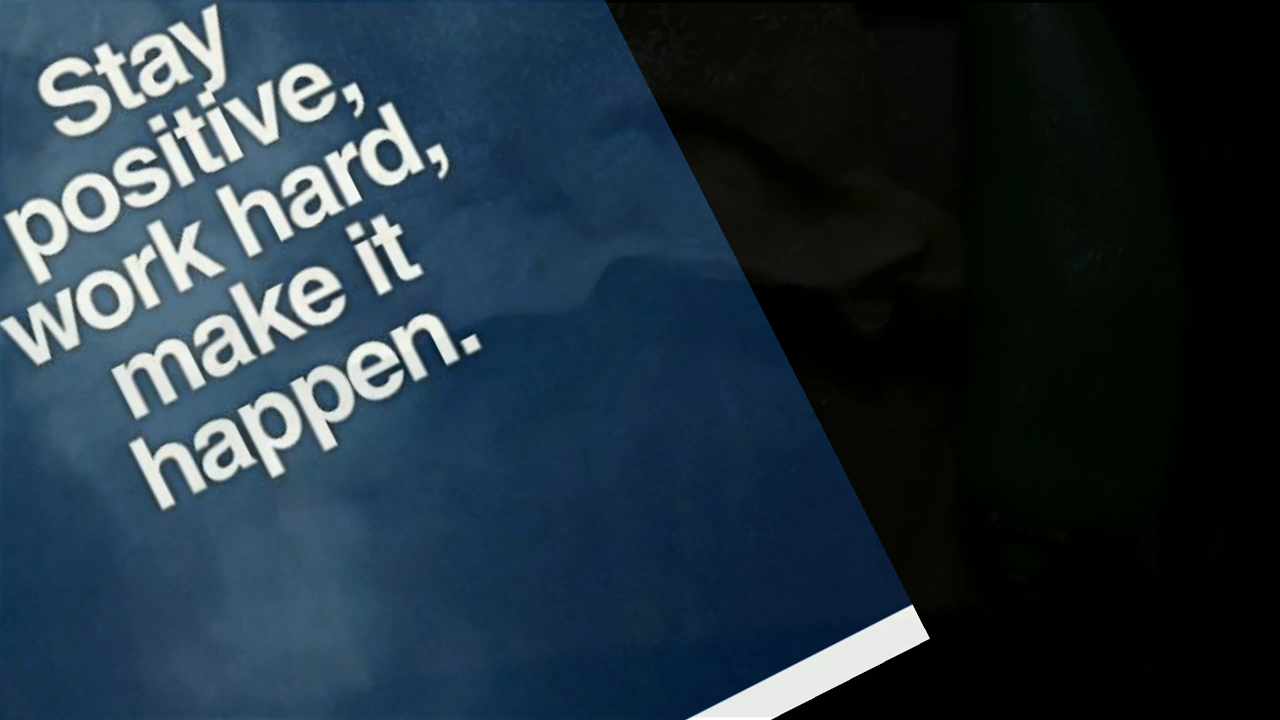 Stay
positive,
work hard,
make it
happen.